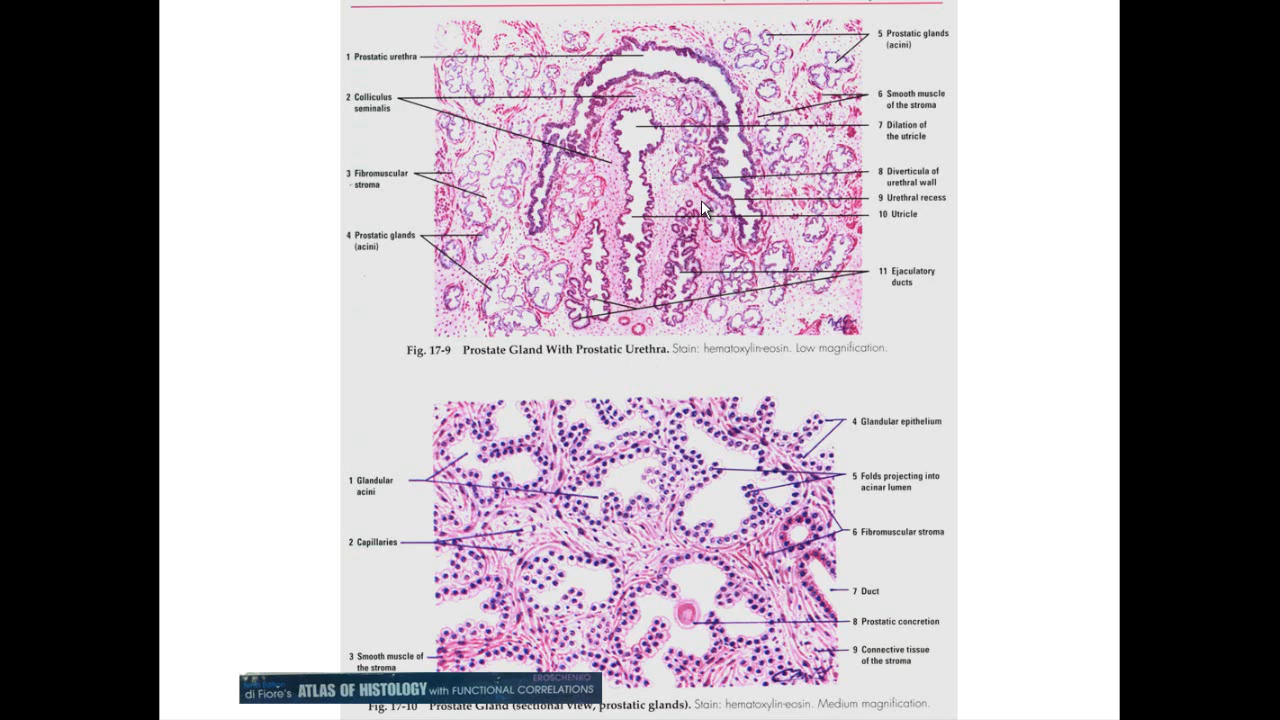 1 Prostatic urethra
2 Colliculus
seminalis
3 Fibromuscular
stroma
4 Prostatic glands
(acini)
5 Prostatic glands
(acini)
6 Smooth muscle
of the stroma
7 Dilation of
the utricle
8 Diverticula of
urethral wall
9 Urethral recess
10 Utricle
11 Ejaculatory
ducts
Fig. 17-9 Prostate Gland With Prostatic Urethra. Stain: hematoxylin-eosin. Low magnification.
1 Glandular
acini
2 Capillaries
3 Smooth muscle of
the stroma
4 Glandular epithelium
5 Folds projecting into
acinar lumen
6 Fibromuscular stroma
7 Duct
8 Prostatic concretion
9 Connective tissue
of the stroma
EROSCHENKO
di Fiore's ATLAS OF HISTOLOGY with FUNCTIONAL CORRELATIONS
Fig. 17-10 Prostate Gland (sectional view, prostatic glands). Stain: hematoxylin-eosin. Medium magnification.